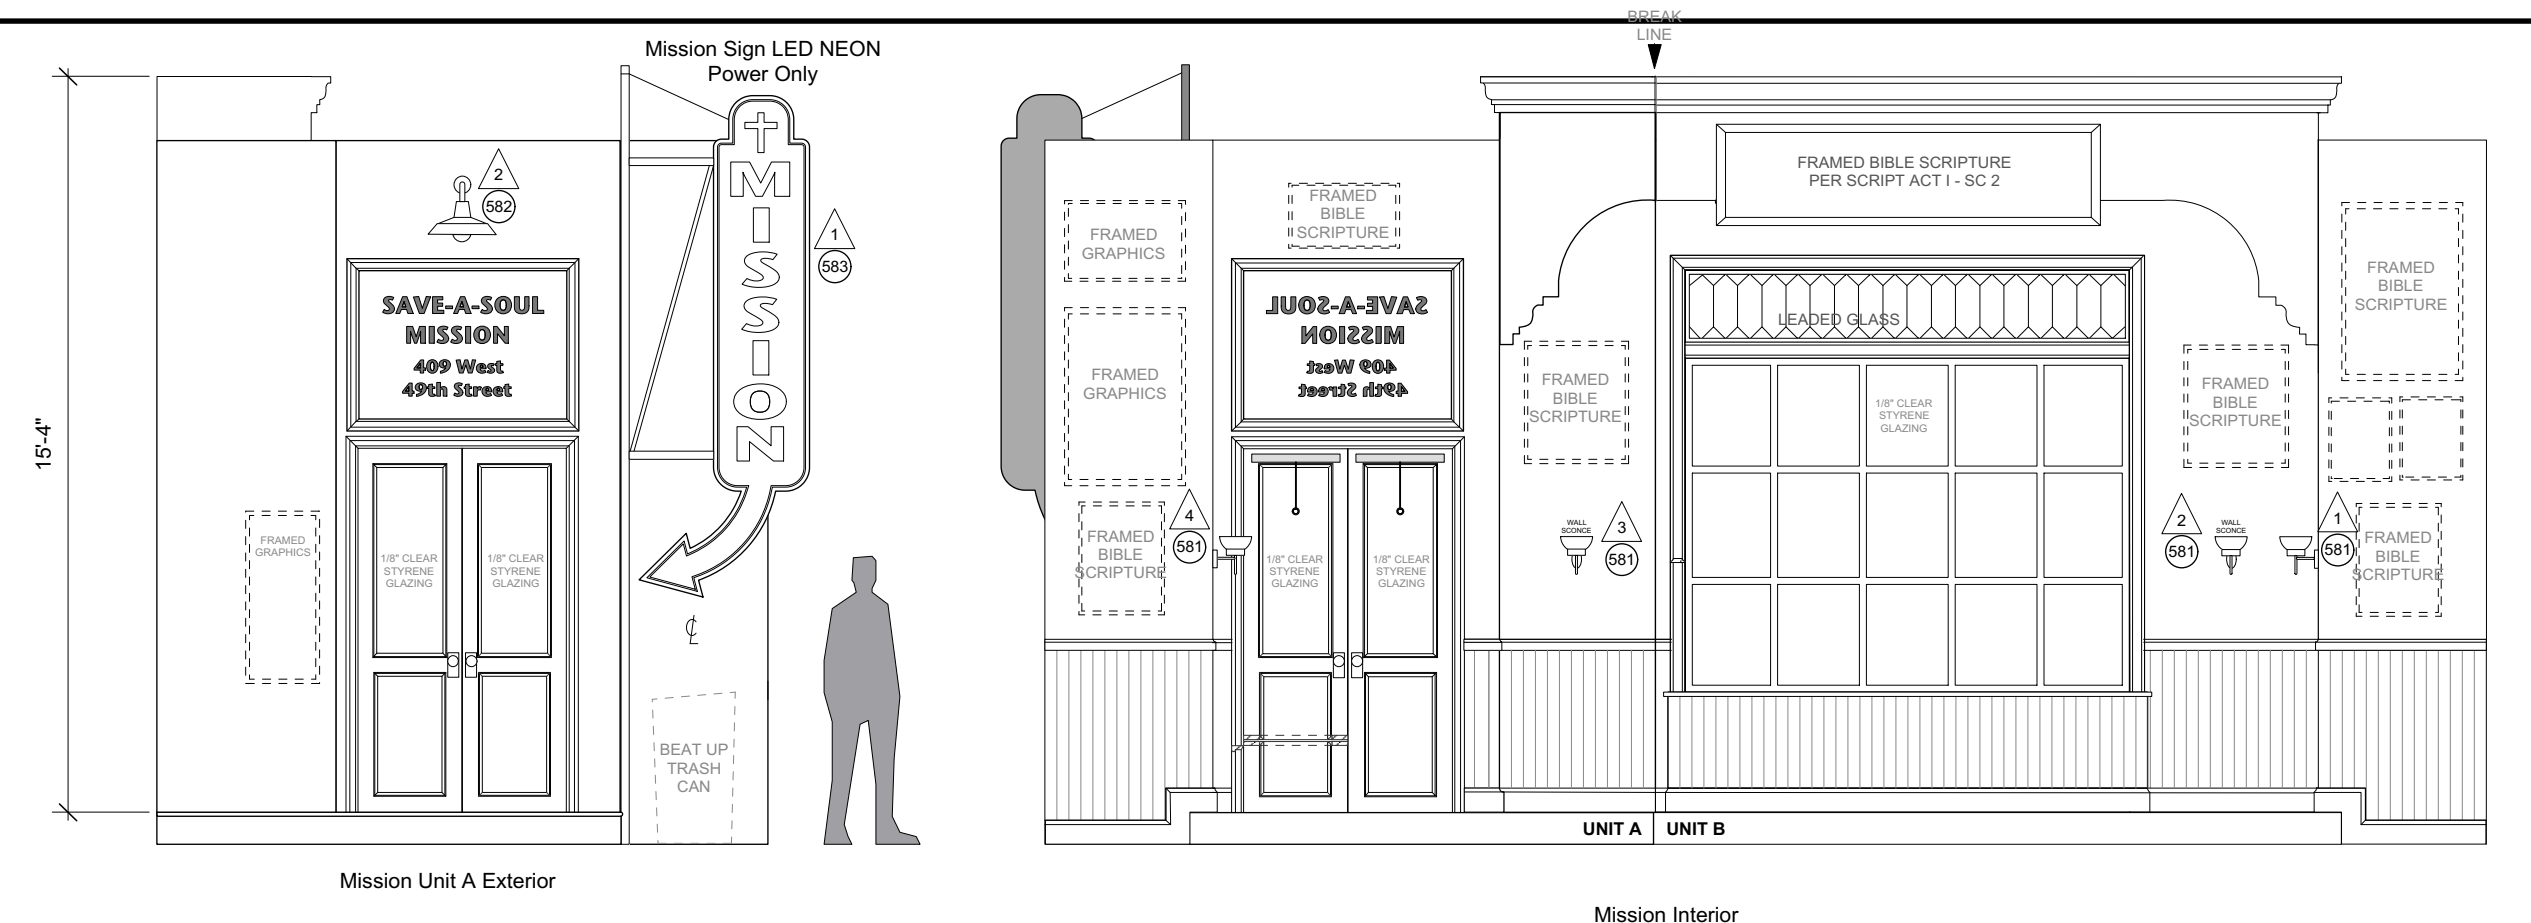 BREAK
LINE
Mission Sign LED NEON
Power Only
15'-4"
2
582
1
583
MISSION
SAVE-A-SOUL
MISSION
409 West
49th Street
FRAMED
GRAPHICS
1/8" CLEAR
STYRENE
GLAZING
1/8" CLEAR
STYRENE
GLAZING
℄
BEAT UP
TRASH
CAN
Mission Unit A Exterior
FRAMED
GRAPHICS
FRAMED
GRAPHICS
FRAMED
BIBLE
SCRIPTURE
4
581
FRAMED
BIBLE
SCRIPTURE
SAVE-A-SOUL
MISSION
409 West
49th Street
1/8" CLEAR
STYRENE
GLAZING
1/8" CLEAR
STYRENE
GLAZING
FRAMED
BIBLE
SCRIPTURE
WALL
SCONCE
3
581
FRAMED BIBLE SCRIPTURE
PER SCRIPT ACT I - SC 2
LEADED GLASS
1/8" CLEAR
STYRENE
GLAZING
FRAMED
BIBLE
SCRIPTURE
2
581
WALL
SCONCE
1
581
FRAMED
BIBLE
SCRIPTURE
FRAMED
BIBLE
SCRIPTURE
UNIT A
UNIT B
Mission Interior